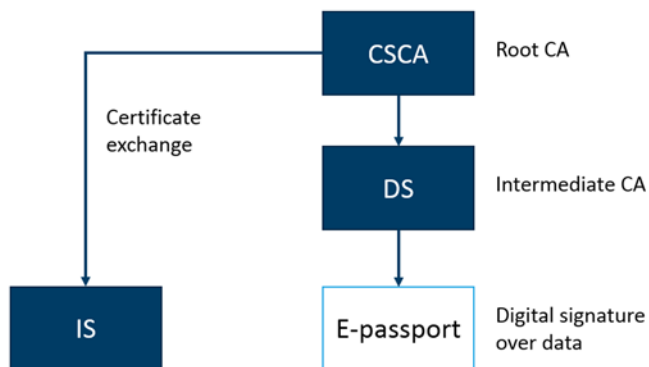 CSCA
Root CA
Certificate
exchange
DS
Intermediate CA
IS
E-passport
Digital signature
over data